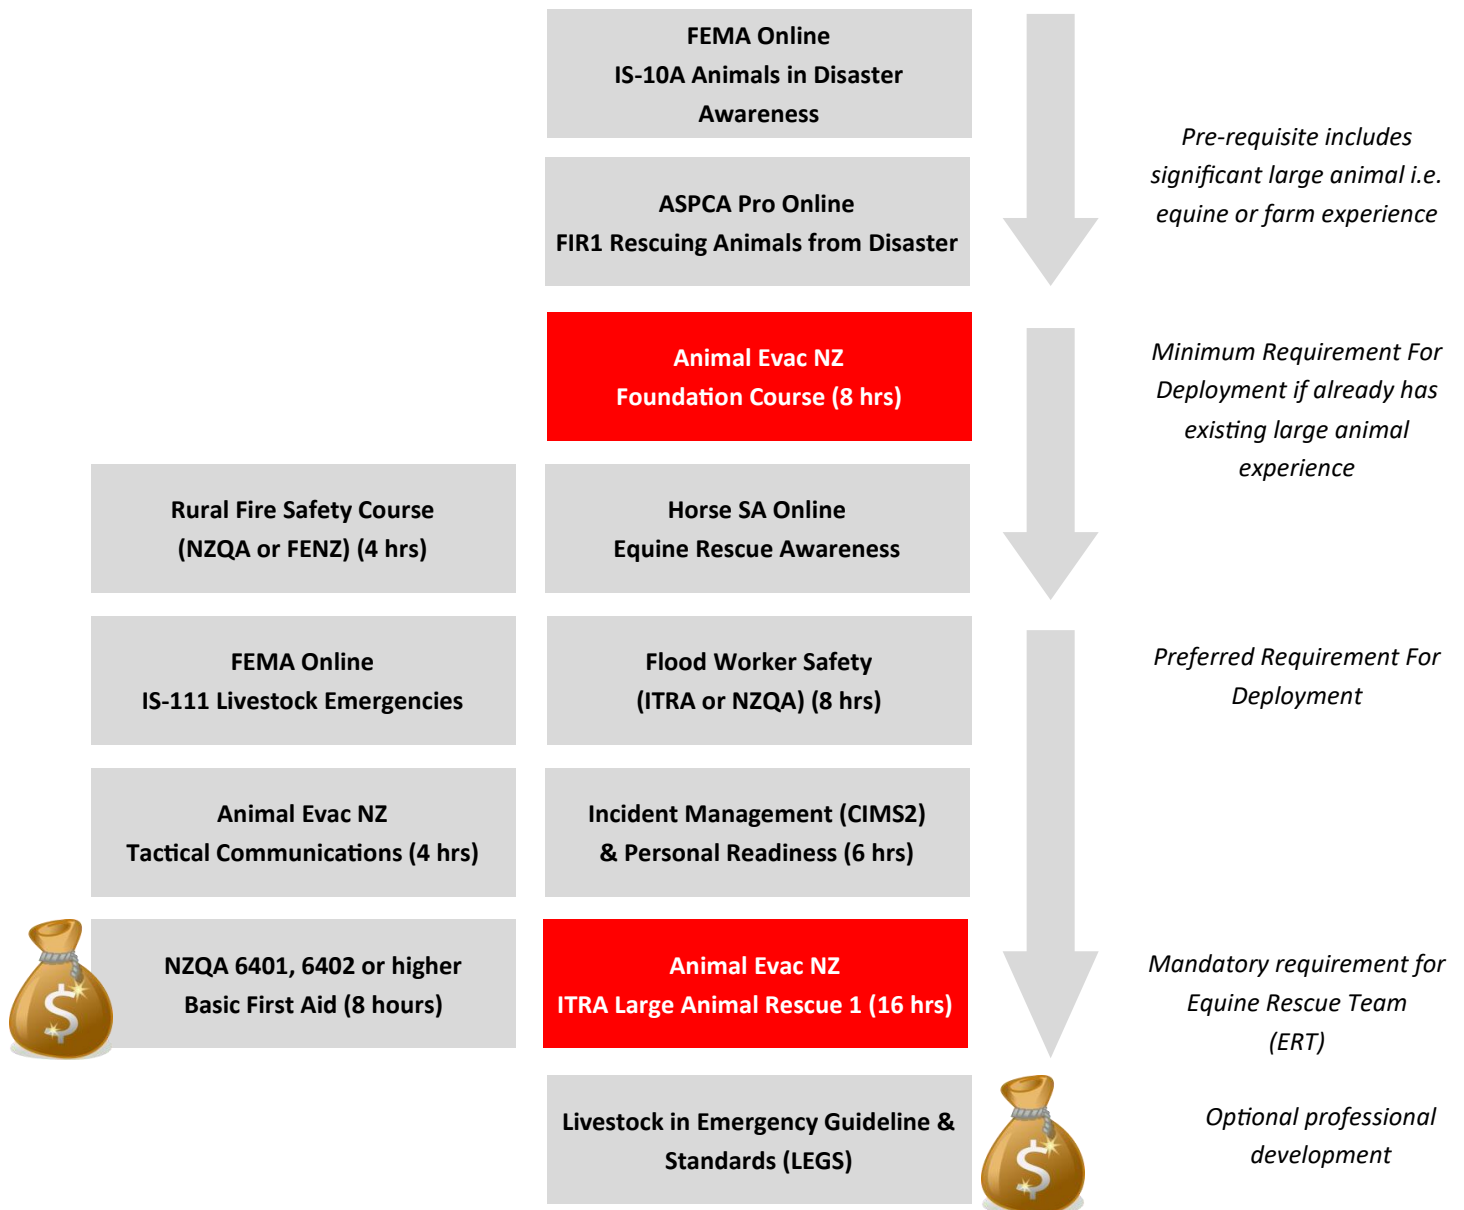 FEMA Online
IS-10A Animals in Disaster
Awareness
Pre-requisite includes
significant large animal i.e.
equine or farm experience
ASPCA Pro Online
FIR1 Rescuing Animals from Disaster
Animal Evac NZ
Foundation Course (8 hrs)
Minimum Requirement For
Deployment if already has
existing large animal
experience
Rural Fire Safety Course
(NZQA or FENZ) (4 hrs)
Horse SA Online
Equine Rescue Awareness
FEMA Online
IS-111 Livestock Emergencies
Flood Worker Safety
(ITRA or NZQA) (8 hrs)
Preferred Requirement For
Deployment
Animal Evac NZ
Tactical Communications (4 hrs)
Incident Management (CIMS2)
& Personal Readiness (6 hrs)
$
NZQA 6401, 6402 or higher
Basic First Aid (8 hours)
Animal Evac NZ
ITRA Large Animal Rescue 1 (16 hrs)
Mandatory requirement for
Equine Rescue Team
(ERT)
Livestock in Emergency Guideline &
Standards (LEGS)
$
Optional professional
development